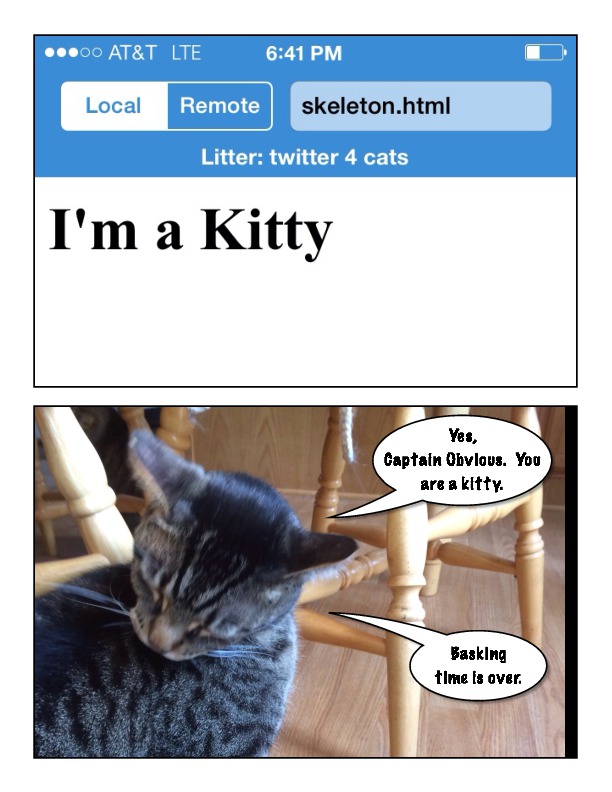 AT&T LTE 6:41 PM
Local Remote skeleton.html
Litter: twitter 4 cats
I'm a Kitty
Yes,
Captain Obvious. You
are a kitty.
Basking
time is over.